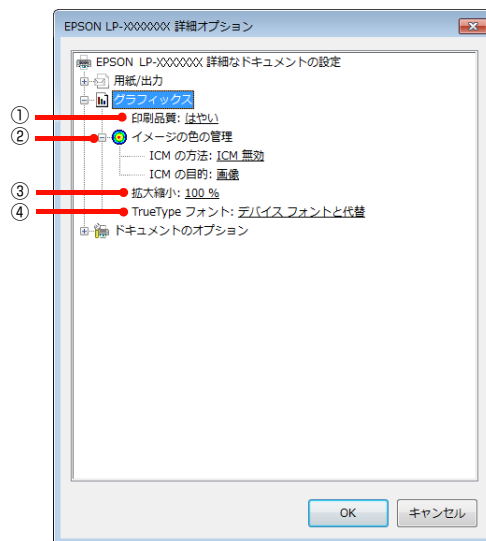 EPSON LP-XXXXXXX 詳細オプション
EPSON LP-XXXXXXX 詳細なドキュメントの設定
用紙/出力
グラフィックス
① 印刷品質: はやい
② イメージの色の管理
ICM の方法: ICM 無効
ICM の目的: 画像
③ 拡大縮小: 100 %
④ TrueType フォント: デバイス フォントと代替
ドキュメントのオプション
OK キャンセル